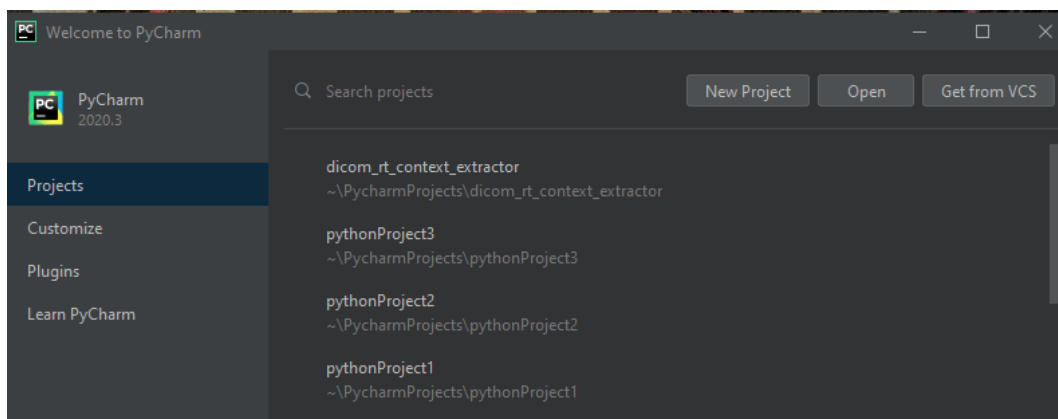 Welcome to PyCharm
PyCharm
2020.3
Projects
Customize
Plugins
Learn PyCharm
Search projects
New Project
Open
Get from VCS
dicom_rt_context_extractor
~\PycharmProjects\dicom_rt_context_extractor
pythonProject3
~\PycharmProjects\pythonProject3
pythonProject2
~\PycharmProjects\pythonProject2
pythonProject1
~\PycharmProjects\pythonProject1